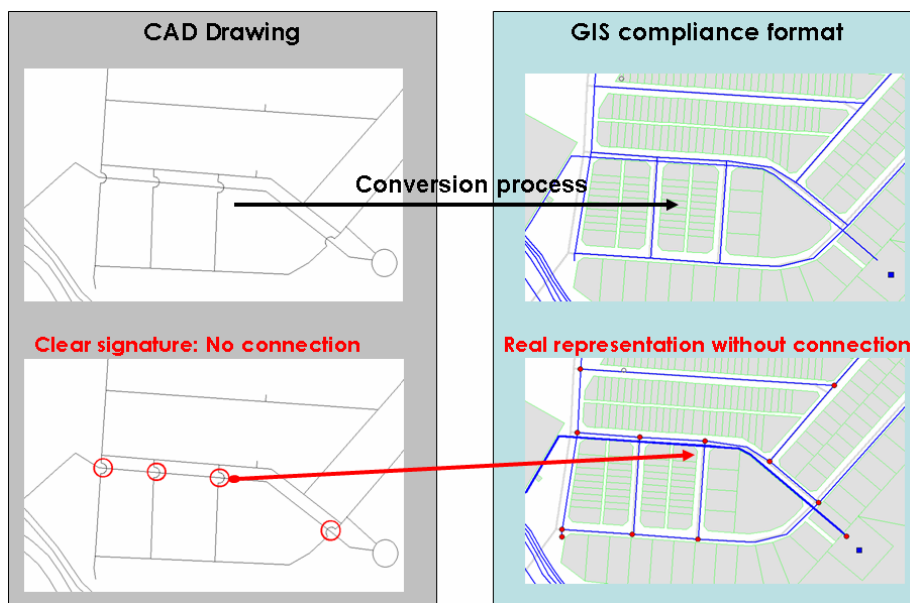 CAD Drawing
GIS compliance format
Conversion process
Clear signature: No connection
Real representation without connection